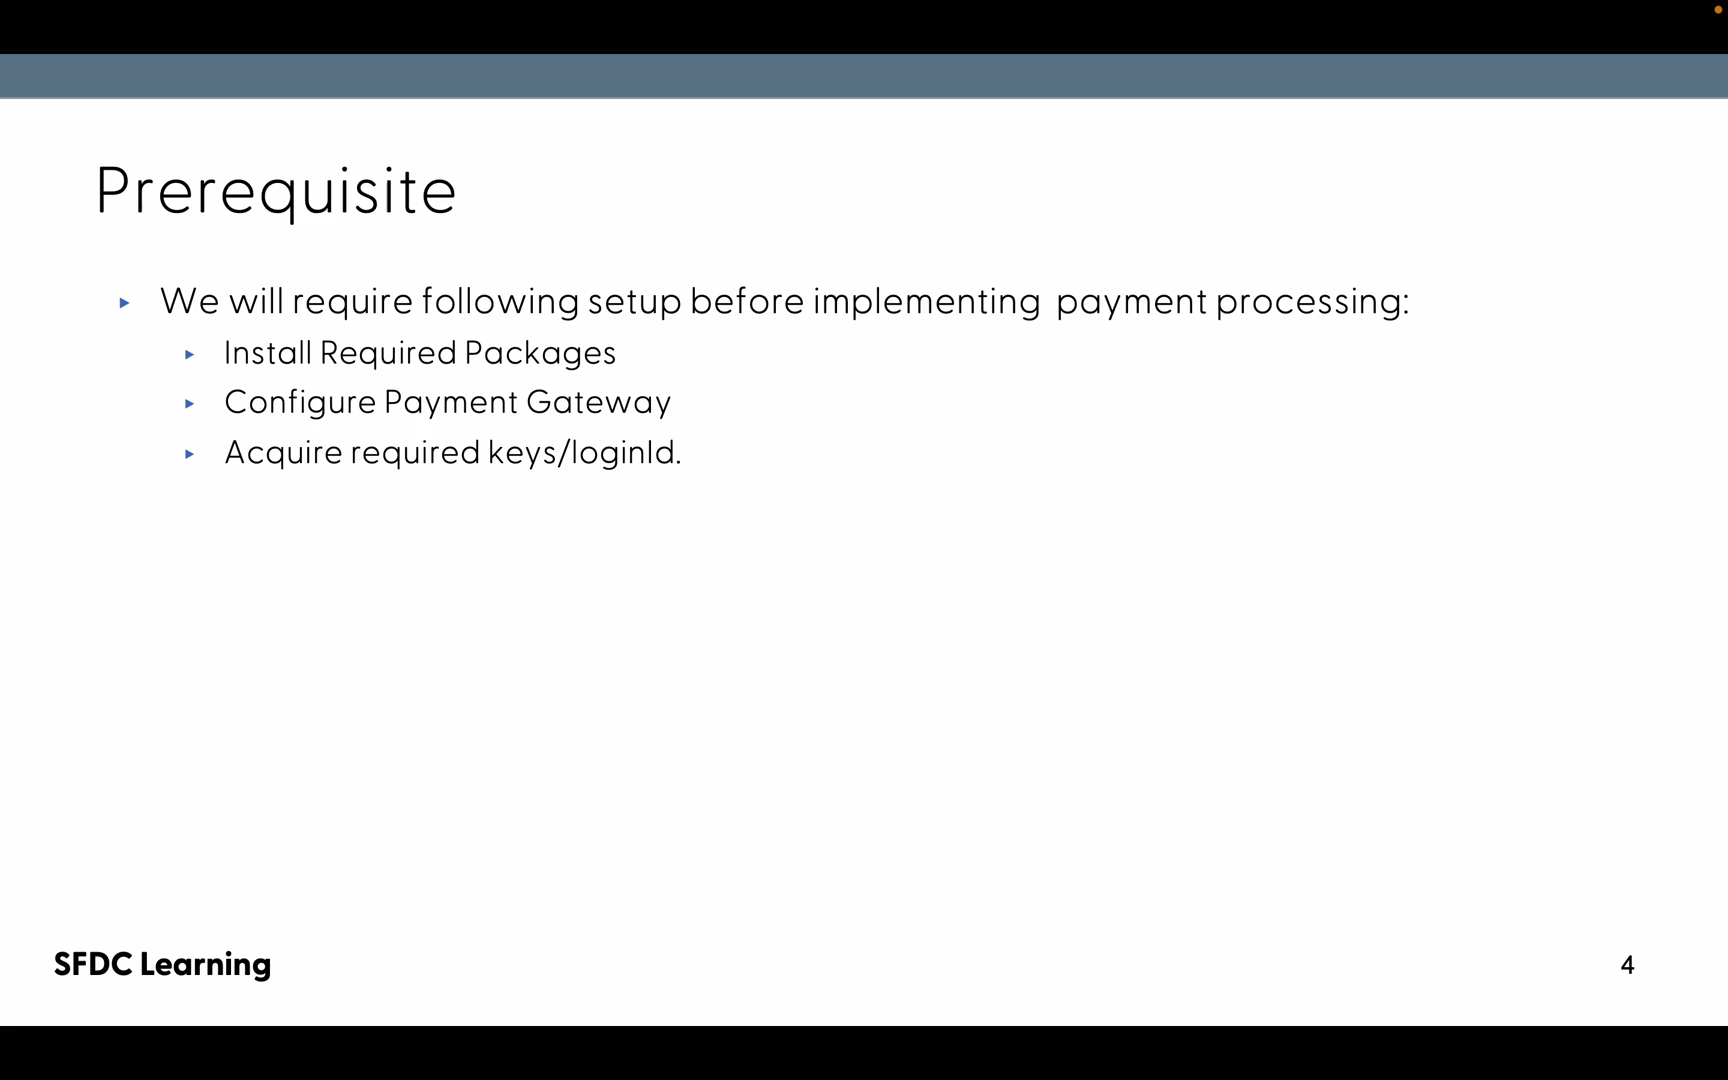 Prerequisite
We will require following setup before implementing  payment processing:
Install Required Packages
Configure Payment Gateway
Acquire required keys/loginId.
SFDC Learning
4